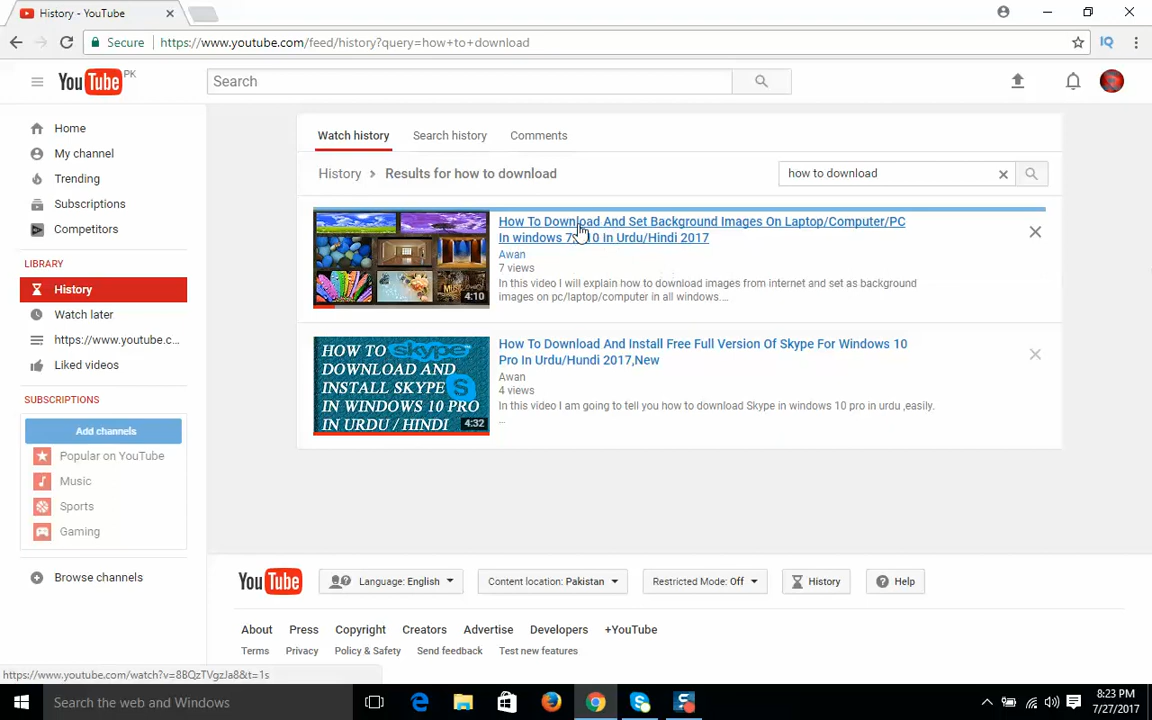 History - YouTube
Secure
https://www.youtube.com/feed/history?query=how+to+download
YouTube PK
Search
Home
My channel
Trending
Subscriptions
Competitors
LIBRARY
History
Watch later
https://www.youtube.c...
Liked videos
SUBSCRIPTIONS
Add channels
Popular on YouTube
Music
Sports
Gaming
Browse channels
Watch history
Search history
Comments
History
Results for how to download
how to download
4:10
How To Download And Set Background Images On Laptop/Computer/PC
In windows 10 In Urdu/Hindi 2017
Awan
7 views
In this video I will explain how to download images from internet and set as background
images on pc/laptop/computer in all windows....
HOW TO skype
DOWNLOAD AND
INSTALL SKYPE
IN WINDOWS 10 PRO
IN URDU / HINDI
4:32
How To Download And Install Free Full Version Of Skype For Windows 10
Pro In Urdu/Hundi 2017,New
Awan
4 views
In this video I am going to tell you how to download Skype in windows 10 pro in urdu ,easily.
...
YouTube
Language: English
Content location: Pakistan
Restricted Mode: Off
History
Help
About
Press
Copyright
Creators
Advertise
Developers
+YouTube
Terms
Privacy
Policy & Safety
Send feedback
Test new features
https://www.youtube.com/watch?v=8BQzTVgzJa8&t=1s
Search the web and Windows
8:23 PM
7/27/2017